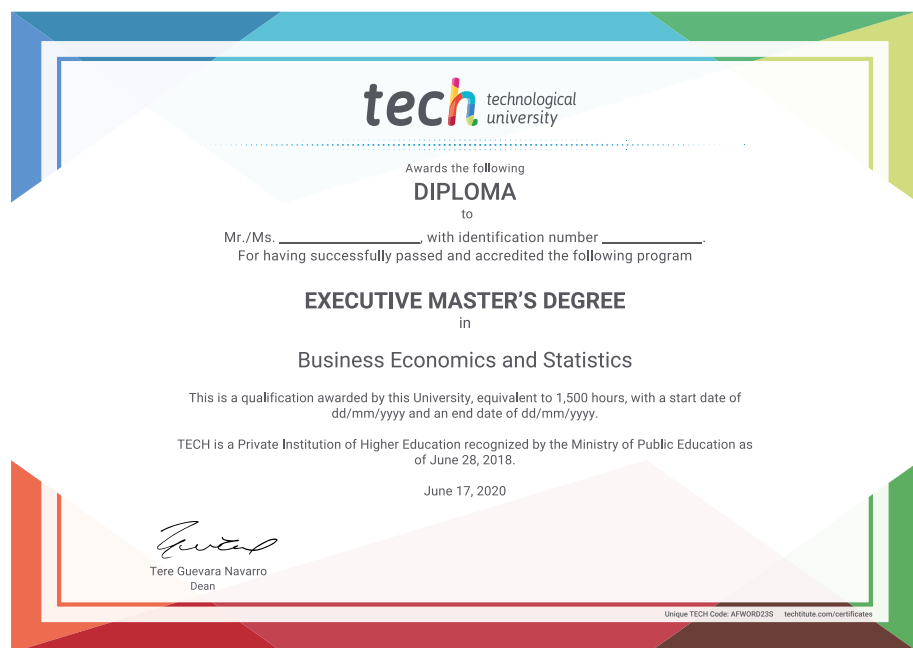 tech technological
university
Awards the following
DIPLOMA
to
Mr./Ms. ____________________, with identification number ______________.
For having successfully passed and accredited the following program
EXECUTIVE MASTER’S DEGREE
in
Business Economics and Statistics
This is a qualification awarded by this University, equivalent to 1,500 hours, with a start date of
dd/mm/yyyy and an end date of dd/mm/yyyy.
TECH is a Private Institution of Higher Education recognized by the Ministry of Public Education as
of June 28, 2018.
June 17, 2020
Tere Guevara Navarro
Dean
Unique TECH Code: AFWORD23S techtitute.com/certificates